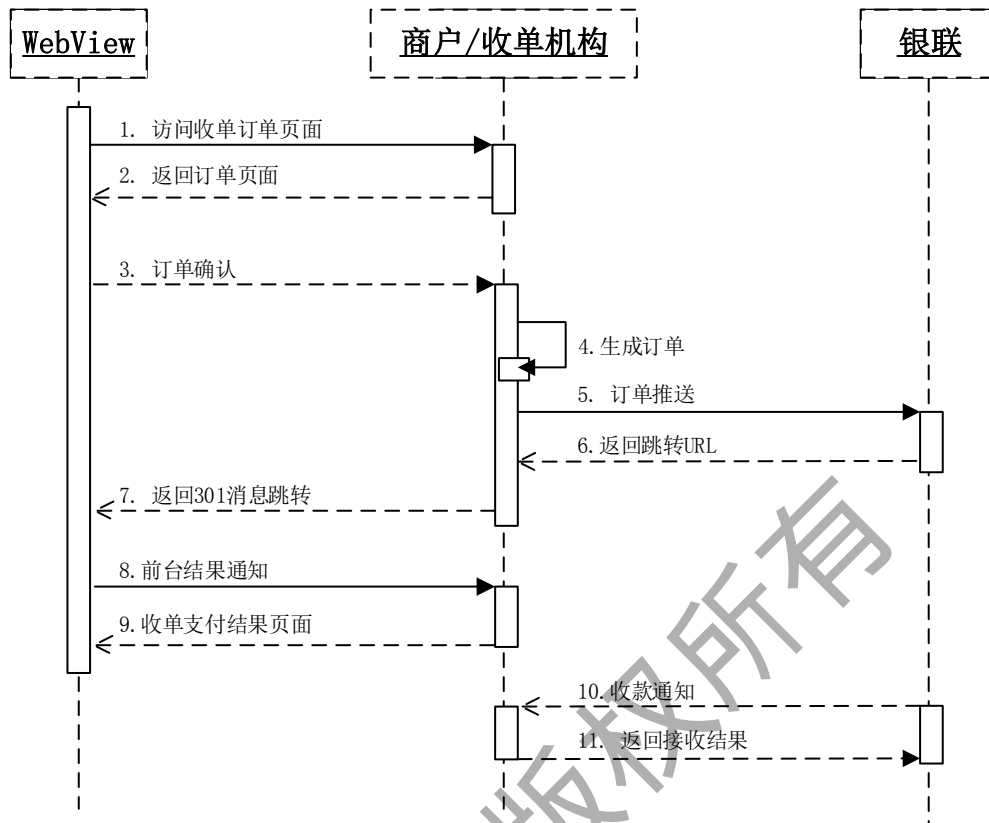 WebView
商户/收单机构
银联
1. 访问收单订单页面
2. 返回订单页面
3. 订单确认
4.生成订单
5. 订单推送
6.返回跳转URL
7. 返回301消息跳转
8.前台结果通知
9.收单支付结果页面
10.收款通知
11. 返回接收结果
版权所有